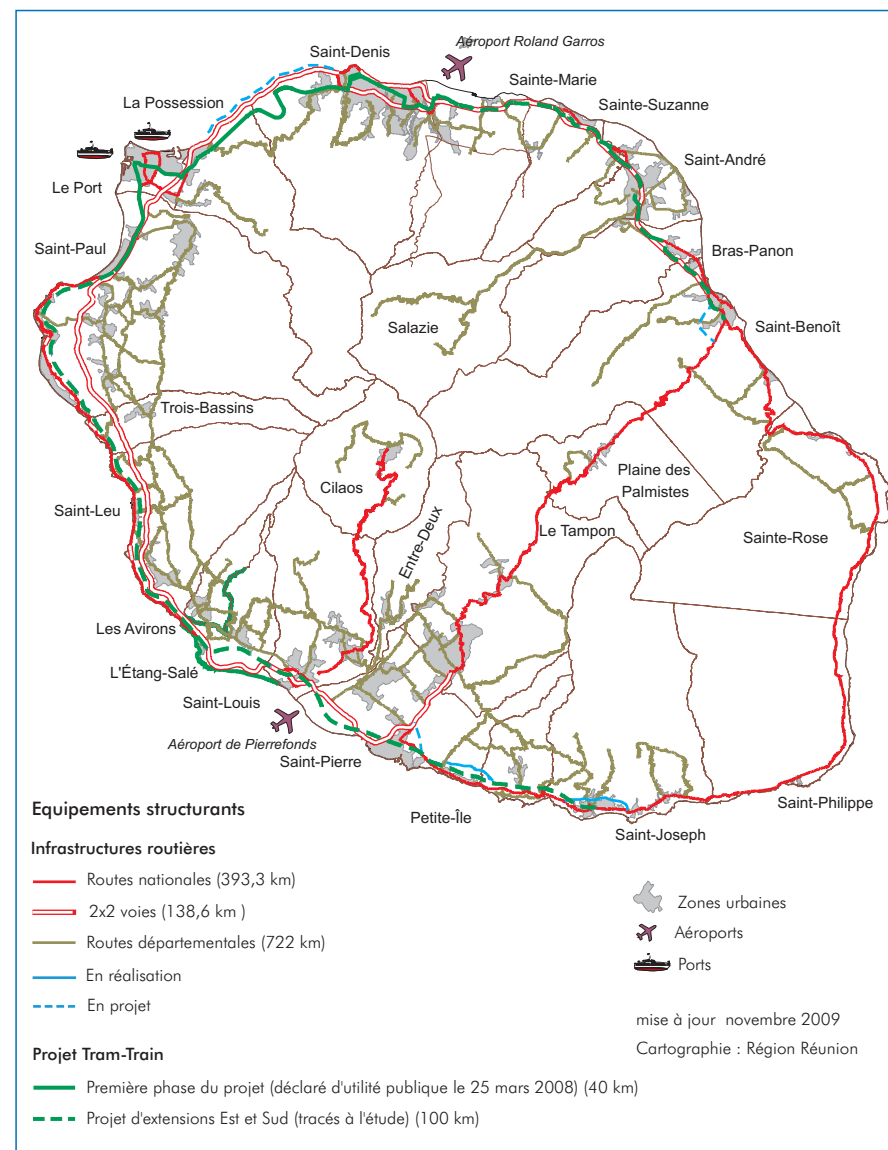 Aéroport Roland Garros
Saint-Denis
Sainte-Marie
La Possession
Sainte-Suzanne
Saint-André
Le Port
Saint-Paul
Bras-Panon
Salazie
Saint-Benoît
Trois-Bassins
Cilaos
Plaine des
Palmistes
Entre-Deux
Saint-Leu
Le Tampon
Sainte-Rose
Les Avirons
L'Étang-Salé
Saint-Louis
Aéroport de Pierrefonds
Saint-Pierre
Saint-Philippe
Petite-Île
Saint-Joseph
Equipements structurants
Infrastructures routières
Routes nationales (393,3 km)
2x2 voies (138,6 km )
Routes départementales (722 km)
En réalisation
En projet
Zones urbaines
Aéroports
Ports
mise à jour novembre 2009
Cartographie : Région Réunion
Projet Tram-Train
Première phase du projet (déclaré d'utilité publique le 25 mars 2008) (40 km)
Projet d'extensions Est et Sud (tracés à l'étude) (100 km)